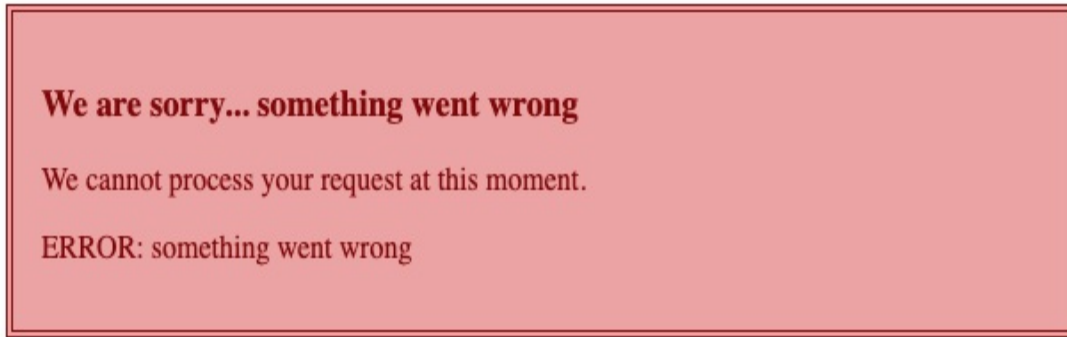 We are sorry... something went wrong
We cannot process your request at this moment.
ERROR: something went wrong